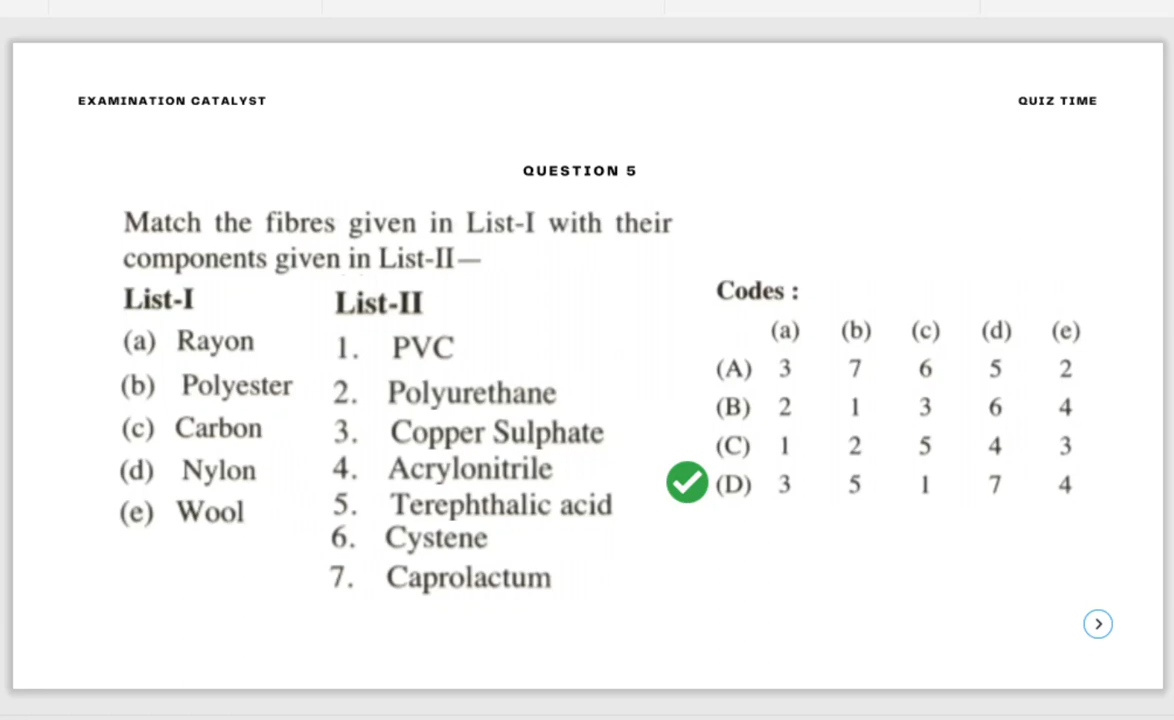 EXAMINATION CATALYST
QUIZ TIME
QUESTION 5
Match the fibres given in List-I with their
components given in List-II—
List-I
List-II
(a) Rayon
1. PVC
(b) Polyester
2. Polyurethane
(c) Carbon
3. Copper Sulphate
(d) Nylon
4. Acrylonitrile
(e) Wool
5. Terephthalic acid
6. Cystene
7. Caprolactum
Codes :
(a) (b) (c) (d) (e)
(A) 3 7 6 5 2
(B) 2 1 3 6 4
(C) 1 2 5 4 3
(D) 3 5 1 7 4